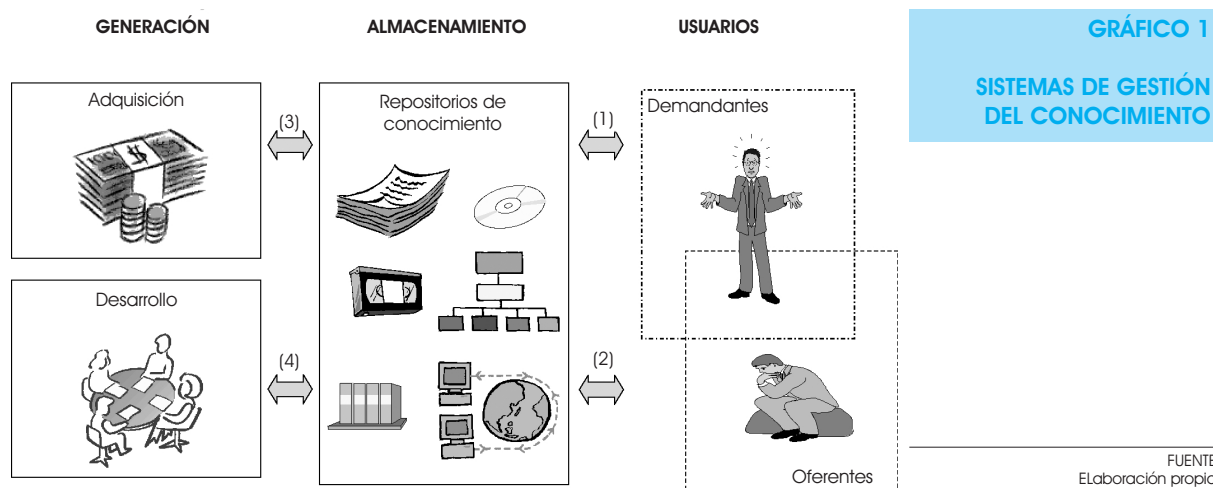 GENERACIÓN
ALMACENAMIENTO
USUARIOS
GRÁFICO 1
SISTEMAS DE GESTIÓN
DEL CONOCIMIENTO
Adquisición
100
$
$
(3)
Repositorios de
conocimiento
(1)
Demandantes
Desarrollo
(4)
(2)
Oferentes
FUENTE
ELaboración propia